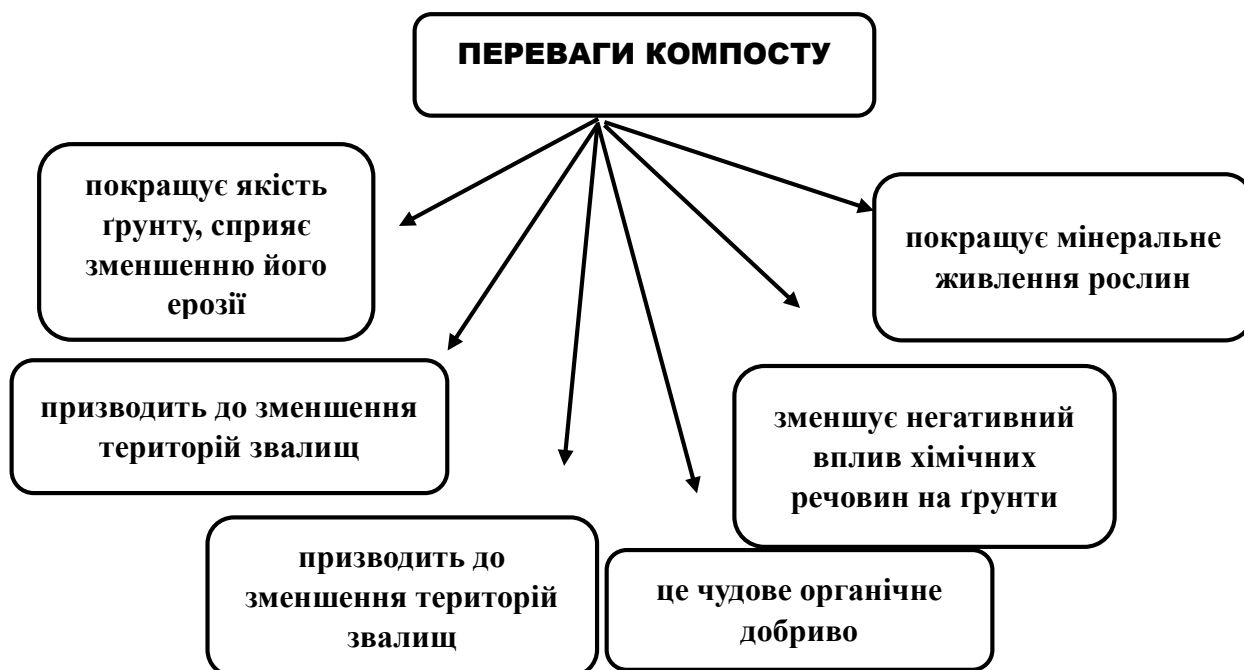 ПЕРЕВАГИ КОМПОСТУ
покращує якість
ґрунту, сприяє
зменшенню його
ерозії
покращує мінеральне
живлення рослин
призводить до зменшення
територій звалищ
зменшує негативний
вплив хімічних
речовин на ґрунти
призводить до
зменшення територій
звалищ
це чудове органічне
добриво